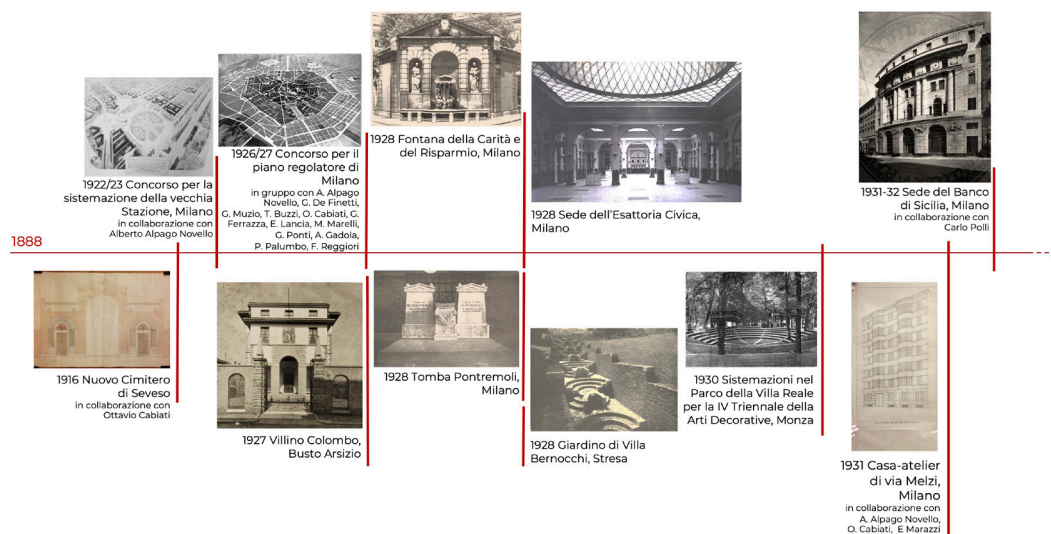 1922/23 Concorso per la
sistemazione della vecchia
Stazione, Milano
in collaborazione con
Alberto Alpago Novello
1926/27 Concorso per il
piano regolatore di
Milano
in gruppo con A. Alpago
Novello, G. De Finetti,
G. Muzio, T. Buzzi, O. Cabiati, G.
Ferrazza, E. Lancia, M. Marelli,
G. Ponti, A. Gadola,
P. Palumbo, F. Reggiori
1928 Fontana della Carità e
del Risparmio, Milano
1928 Sede dell'Esattoria Civica,
Milano
1931-32 Sede del Banco
di Sicilia, Milano
in collaborazione con
Carlo Polli
1888
1916 Nuovo Cimitero
di Seveso
in collaborazione con
Ottavio Cabiati
1927 Villino Colombo,
Busto Arsizio
1928 Tomba Pontremoli,
Milano
1928 Giardino di Villa
Bernocchi, Stresa
1930 Sistemazioni nel
Parco della Villa Reale
per la IV Triennale della
Arti Decorative, Monza
1931 Casa-atelier
di via Melzi,
Milano
in collaborazione con
A. Alpago Novello,
O. Cabiati, E Marazzi